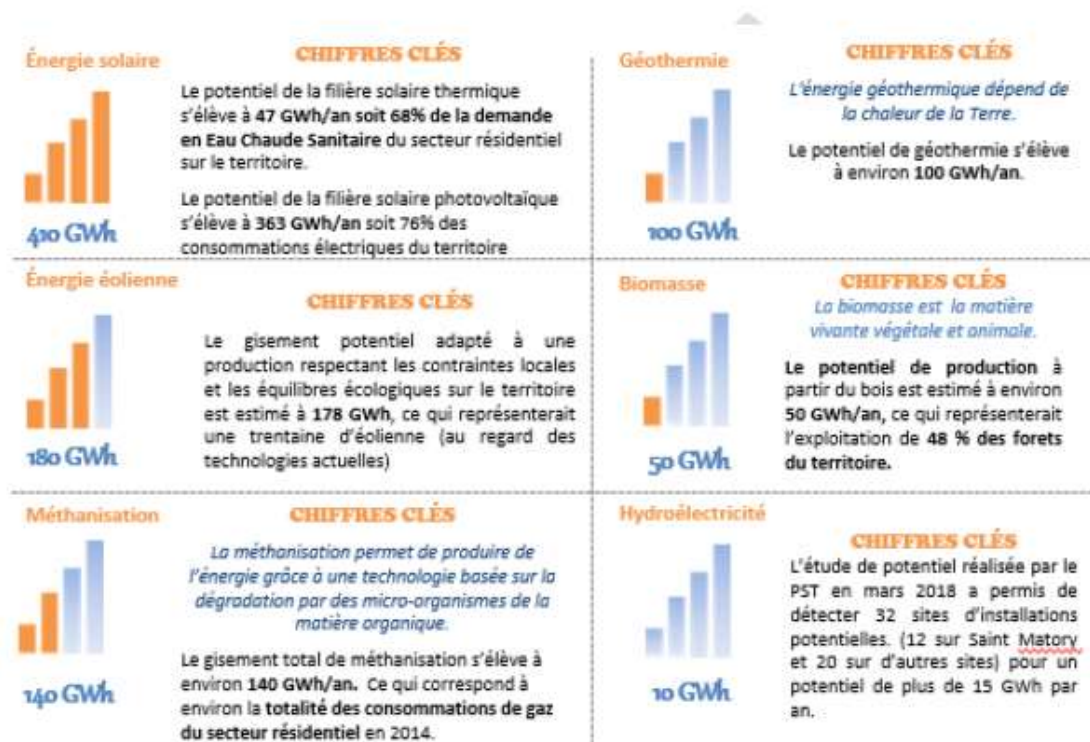 Énergie solaire
CHIFFRES CLÉS
Le potentiel de la filière solaire thermique
s'élève à 47 GWh/an soit 68% de la demande
en Eau Chaude Sanitaire du secteur résidentiel
sur le territoire.
Le potentiel de la filière solaire photovoltaïque
s'élève à 363 GWh/an soit 76% des
consommations électriques du territoire
410 GWh
Géothermie
CHIFFRES CLÉS
L'énergie géothermique dépend de
la chaleur de la Terre.
Le potentiel de géothermie s'élève
à environ 100 GWh/an.
100 GWh
Énergie éolienne
CHIFFRES CLÉS
Le gisement potentiel adapté à une
production respectant les contraintes locales
et les équilibres écologiques sur le territoire
est estimé à 178 GWh, ce qui représenterait
une trentaine d'éolienne (au regard des
technologies actuelles)
180 GWh
Biomasse
CHIFFRES CLÉS
La biomasse est la matière
vivante végétale et animale.
Le potentiel de production à
partir du bois est estimé à environ
50 GWh/an, ce qui représenterait
l'exploitation de 48 % des forets
du territoire.
50 GWh
Méthanisation
CHIFFRES CLÉS
La méthanisation permet de produire de
l'énergie grâce à une technologie basée sur la
dégradation par des micro-organismes de la
matière organique.
Le gisement total de méthanisation s'élève à
environ 140 GWh/an. Ce qui correspond à
environ la totalité des consommations de gaz
du secteur résidentiel en 2014.
140 GWh
Hydroélectricité
CHIFFRES CLÉS
L'étude de potentiel réalisée par le
PST en mars 2018 a permis de
détecter 32 sites d'installations
potentielles. (12 sur Saint Matory
et 20 sur d'autres sites) pour un
potentiel de plus de 15 GWh par
an.
10 GWh